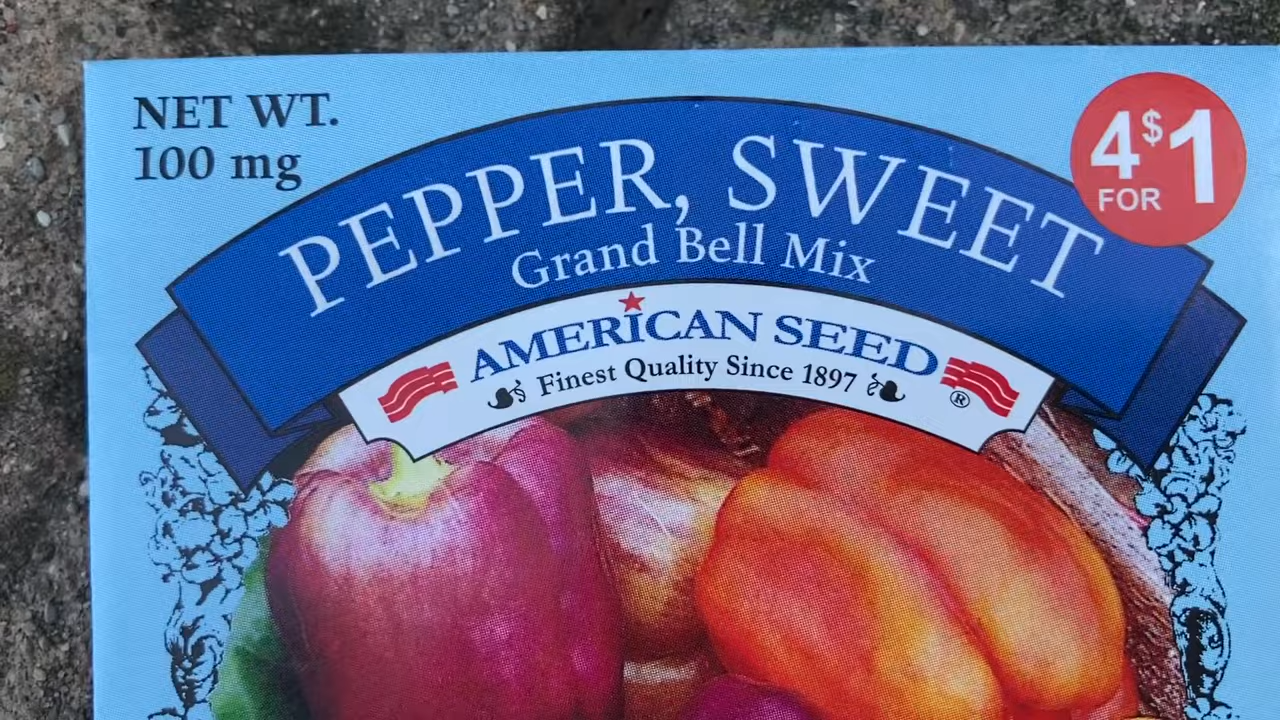 NET WT.
100 mg
4 $1
FOR
PEPPER, SWEET
Grand Bell Mix
AMERICAN SEED
Finest Quality Since 1897
®